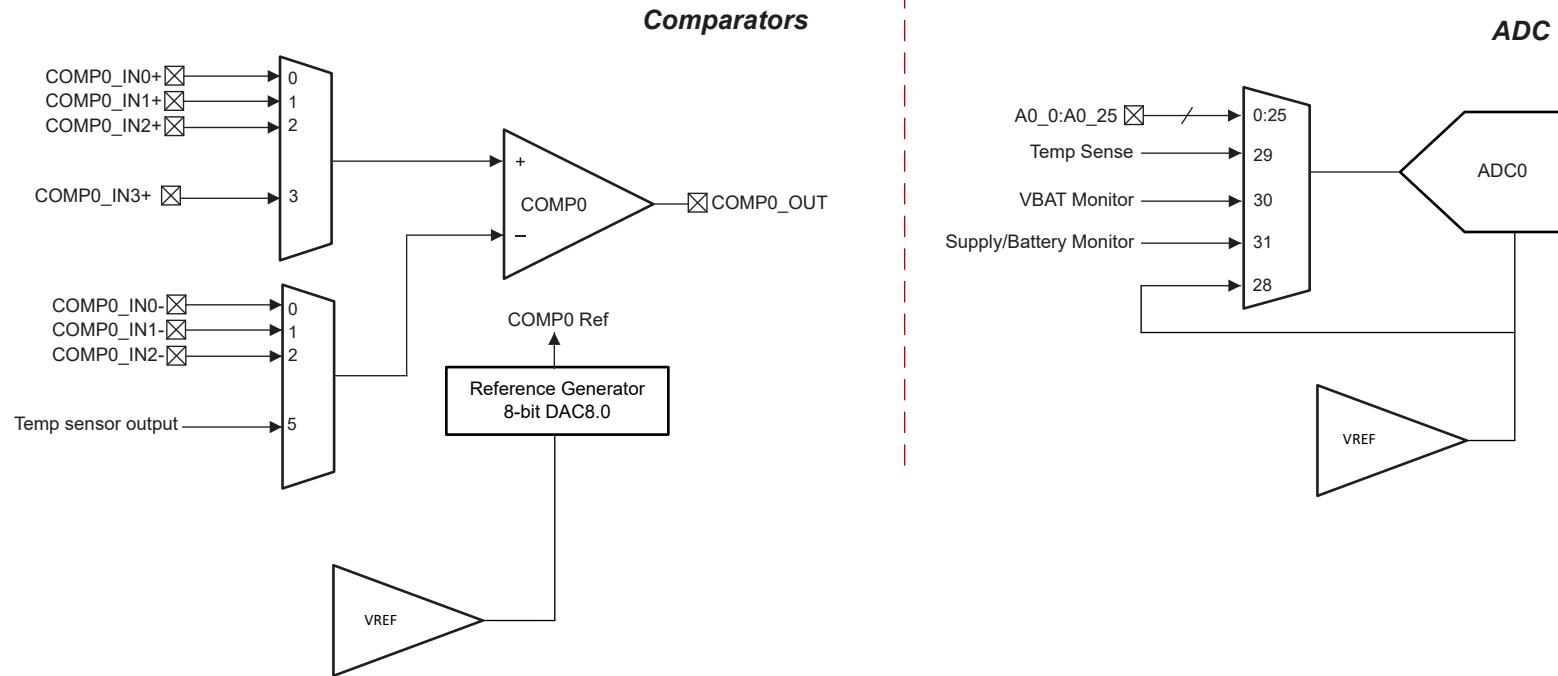 Comparators
COMP0_IN0+
0
COMP0_IN1+
1
COMP0_IN2+
2
COMP0_IN3+
3
+
COMP0
−
COMP0_OUT
COMP0_IN0-
0
COMP0_IN1-
1
COMP0_IN2-
2
Temp sensor output
5
COMP0 Ref
Reference Generator
8-bit DAC8.0
VREF
ADC
A0_0:A0_25
0:25
Temp Sense
29
VBAT Monitor
30
Supply/Battery Monitor
31
28
ADC0
VREF